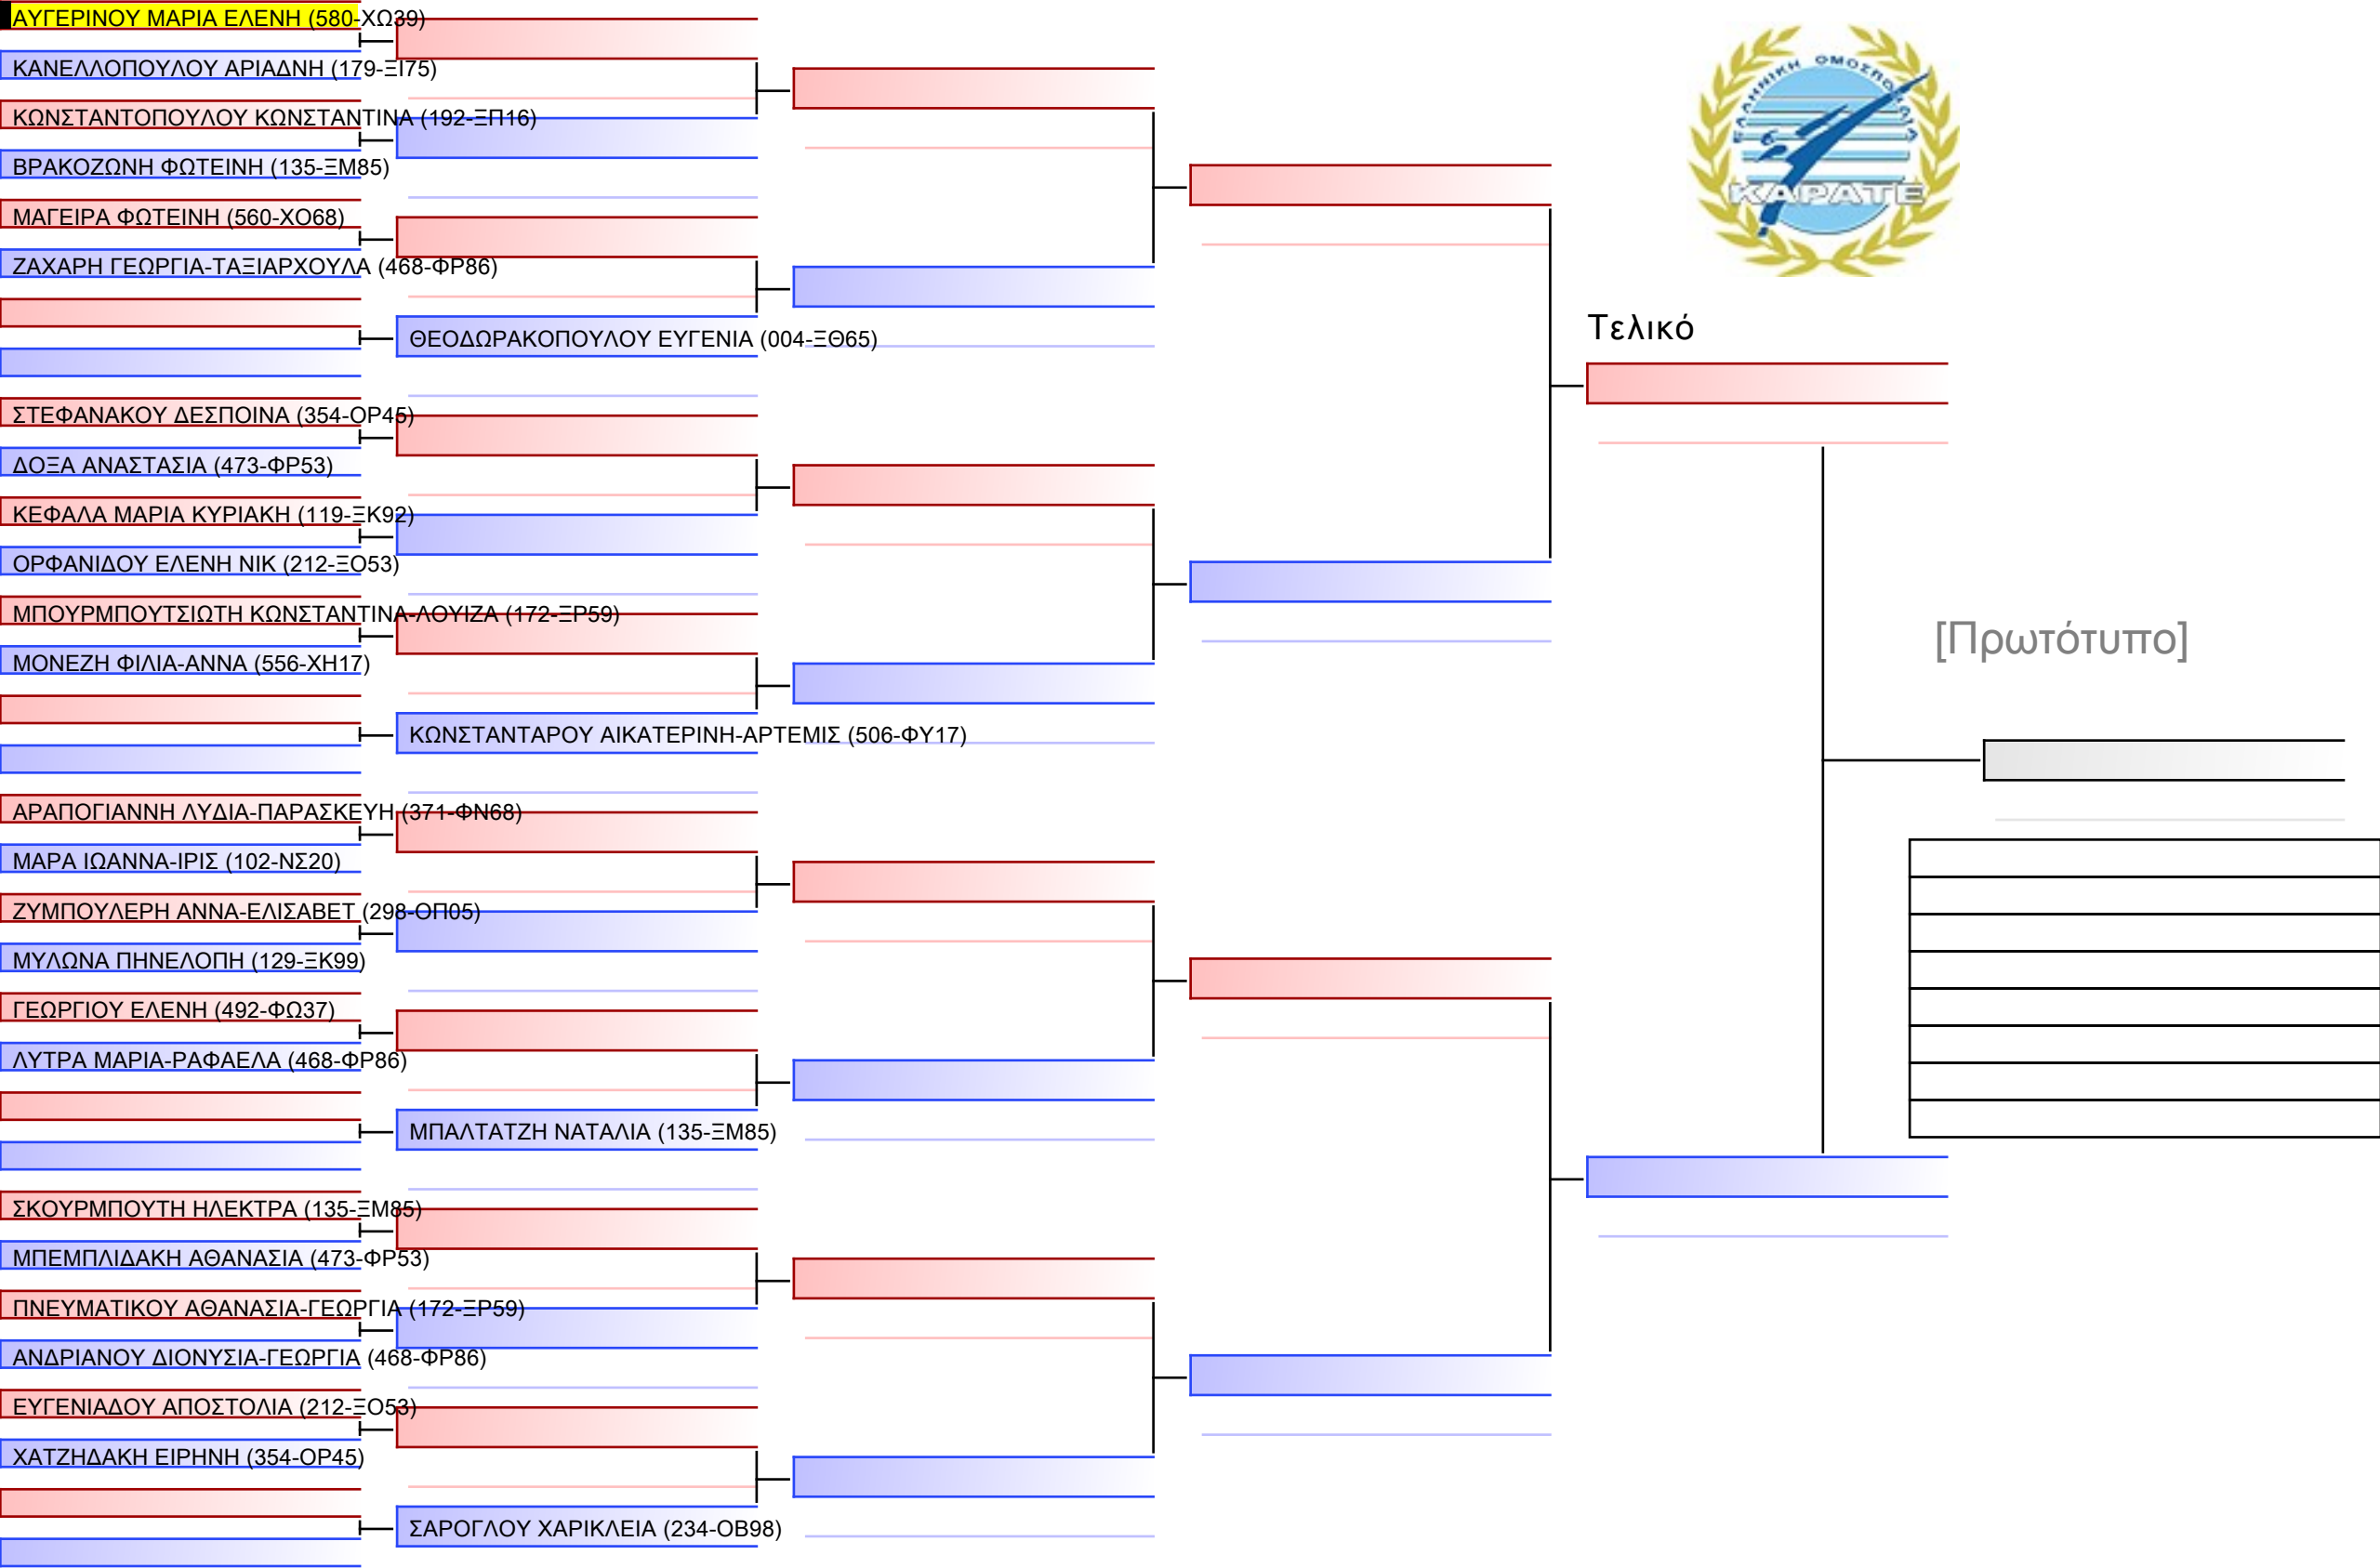 ΑΥΓΕΡΙΝΟΥ ΜΑΡΙΑ ΕΛΕΝΗ (580-ΧΩ39)
ΚΑΝΕΛΛΟΠΟΥΛΟΥ ΑΡΙΑΔΝΗ (179-ΞΙ75)
ΚΩΝΣΤΑΝΤΟΠΟΥΛΟΥ ΚΩΝΣΤΑΝΤΙΝΑ (192-ΞΠ16)
ΒΡΑΚΟΖΩΝΗ ΦΩΤΕΙΝΗ (135-ΞΜ85)
ΜΑΓΕΙΡΑ ΦΩΤΕΙΝΗ (560-ΧΟ68)
ΖΑΧΑΡΗ ΓΕΩΡΓΙΑ-ΤΑΞΙΑΡΧΟΥΛΑ (468-ΦΡ86)
ΘΕΟΔΩΡΑΚΟΠΟΥΛΟΥ ΕΥΓΕΝΙΑ (004-ΞΘ65)
ΣΤΕΦΑΝΑΚΟΥ ΔΕΣΠΟΙΝΑ (354-ΟΡ45)
ΔΟΞΑ ΑΝΑΣΤΑΣΙΑ (473-ΦΡ53)
ΚΕΦΑΛΑ ΜΑΡΙΑ ΚΥΡΙΑΚΗ (119-ΞΚ92)
ΟΡΦΑΝΙΔΟΥ ΕΛΕΝΗ ΝΙΚ (212-ΞΟ53)
ΜΠΟΥΡΜΠΟΥΤΣΙΩΤΗ ΚΩΝΣΤΑΝΤΙΝΑ-ΛΟΥΙΖΑ (172-ΞΡ59)
ΜΟΝΕΖΗ ΦΙΛΙΑ-ΑΝΝΑ (556-ΧΗ17)
ΚΩΝΣΤΑΝΤΑΡΟΥ ΑΙΚΑΤΕΡΙΝΗ-ΑΡΤΕΜΙΣ (506-ΦΥ17)
ΑΡΑΠΟΓΙΑΝΝΗ ΛΥΔΙΑ-ΠΑΡΑΣΚΕΥΗ (371-ΦΝ68)
ΜΑΡΑ ΙΩΑΝΝΑ-ΙΡΙΣ (102-ΝΣ20)
ΖΥΜΠΟΥΛΕΡΗ ΑΝΝΑ-ΕΛΙΣΑΒΕΤ (298-ΟΠ05)
ΜΥΛΩΝΑ ΠΗΝΕΛΟΠΗ (129-ΞΚ99)
ΓΕΩΡΓΙΟΥ ΕΛΕΝΗ (492-ΦΩ37)
ΛΥΤΡΑ ΜΑΡΙΑ-ΡΑΦΑΕΛΑ (468-ΦΡ86)
ΜΠΑΛΤΑΤΖΗ ΝΑΤΑΛΙΑ (135-ΞΜ85)
ΣΚΟΥΡΜΠΟΥΤΗ ΗΛΕΚΤΡΑ (135-ΞΜ85)
ΜΠΕΜΠΛΙΔΑΚΗ ΑΘΑΝΑΣΙΑ (473-ΦΡ53)
ΠΝΕΥΜΑΤΙΚΟΥ ΑΘΑΝΑΣΙΑ-ΓΕΩΡΓΙΑ (172-ΞΡ59)
ΑΝΔΡΙΑΝΟΥ ΔΙΟΝΥΣΙΑ-ΓΕΩΡΓΙΑ (468-ΦΡ86)
ΕΥΓΕΝΙΑΔΟΥ ΑΠΟΣΤΟΛΙΑ (212-ΞΟ53)
ΧΑΤΖΗΔΑΚΗ ΕΙΡΗΝΗ (354-ΟΡ45)
ΣΑΡΟΓΛΟΥ ΧΑΡΙΚΛΕΙΑ (234-ΟΒ98)
ΕΛΛΗΝΙΚΗ ΟΜΟΣΠΟΝΔΙΑ
ΚΑΡΑΤΕ
Τελικό
[Πρωτότυπο]